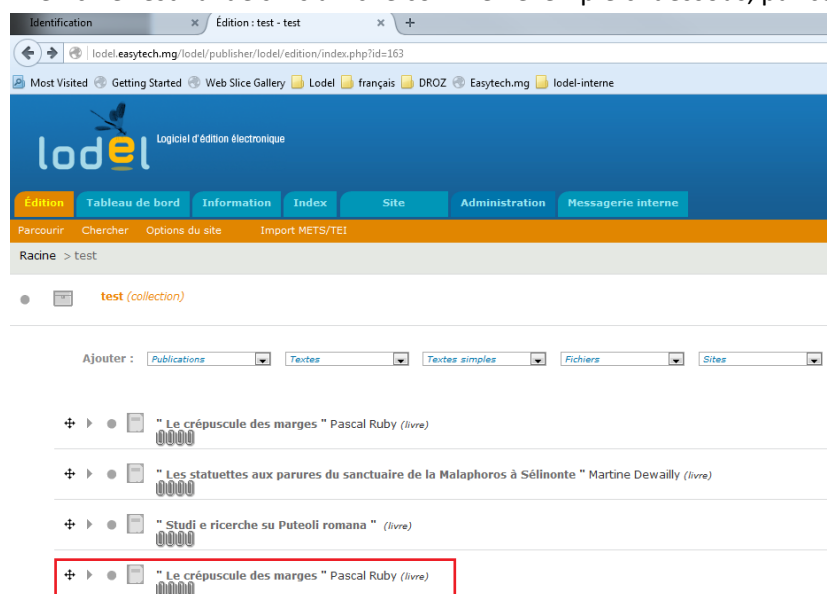 Identification × Édition : test - test × +
lodel.easytech.mg/lodel/publisher/lodel/edition/index.php?id=163
Most Visited Getting Started Web Slice Gallery Lodel français DROZ Easytech.mg lodel-interne
lodel Logiciel d'édition électronique
Édition Tableau de bord Information Index Site Administration Messagerie interne
Parcourir Chercher Options du site Import METS/TEI
Racine > test
test (collection)
Ajouter : Publications Textes Textes simples Fichiers Sites
" Le crépuscule des marges " Pascal Ruby (livre)
" Les statuettes aux parures du sanctuaire de la Malaphoros à Sélinonte " Martine Dewailly (livre)
" Studi e ricerche su Puteoli romana " (livre)
" Le crépuscule des marges " Pascal Ruby (livre)